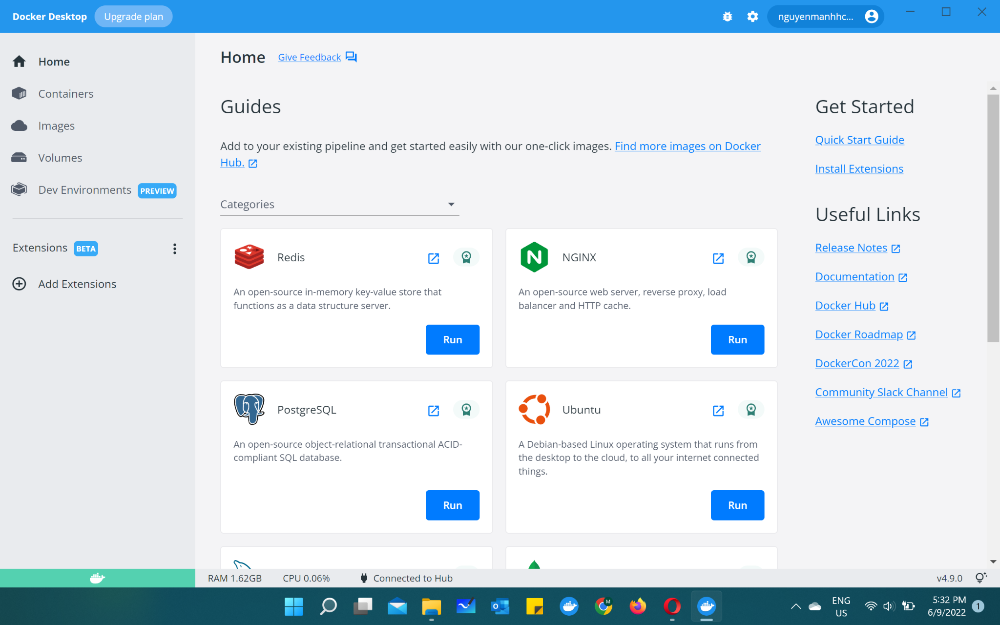 Docker Desktop
Upgrade plan
nguyenmanhhc...
Home
Containers
Images
Volumes
Dev Environments PREVIEW
Extensions BETA
Add Extensions
Home
Give Feedback
Guides
Add to your existing pipeline and get started easily with our one-click images. Find more images on Docker
Hub.
Categories
Redis
An open-source in-memory key-value store that
functions as a data structure server.
Run
NGINX
An open-source web server, reverse proxy, load
balancer and HTTP cache.
Run
PostgreSQL
An open-source object-relational transactional ACID-
compliant SQL database.
Run
Ubuntu
A Debian-based Linux operating system that runs from
the desktop to the cloud, to all your internet connected
things.
Run
Get Started
Quick Start Guide
Install Extensions
Useful Links
Release Notes
Documentation
Docker Hub
Docker Roadmap
DockerCon 2022
Community Slack Channel
Awesome Compose
RAM 1.62GB
CPU 0.06%
Connected to Hub
v4.9.0
M
ENG
US
5:32 PM
6/9/2022
1